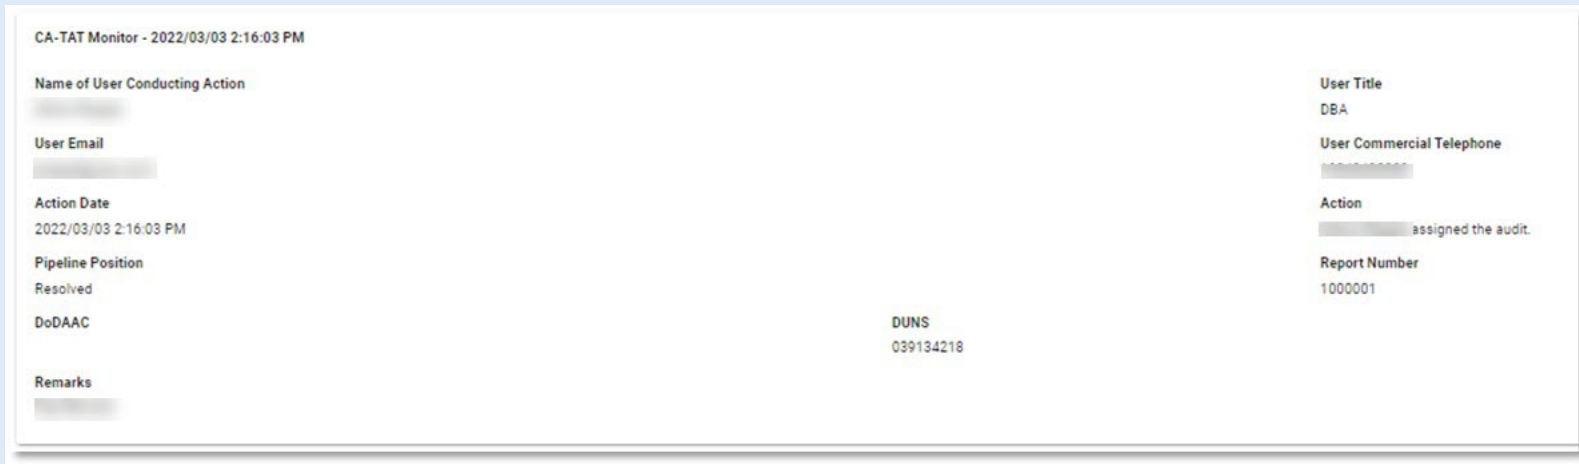 CA-TAT Monitor - 2022/03/03 2:16:03 PM
Name of User Conducting Action
User Title
DBA
User Email
User Commercial Telephone
Action Date
2022/03/03 2:16:03 PM
Action
assigned the audit.
Pipeline Position
Resolved
Report Number
1000001
DoDAAC
DUNS
039134218
Remarks